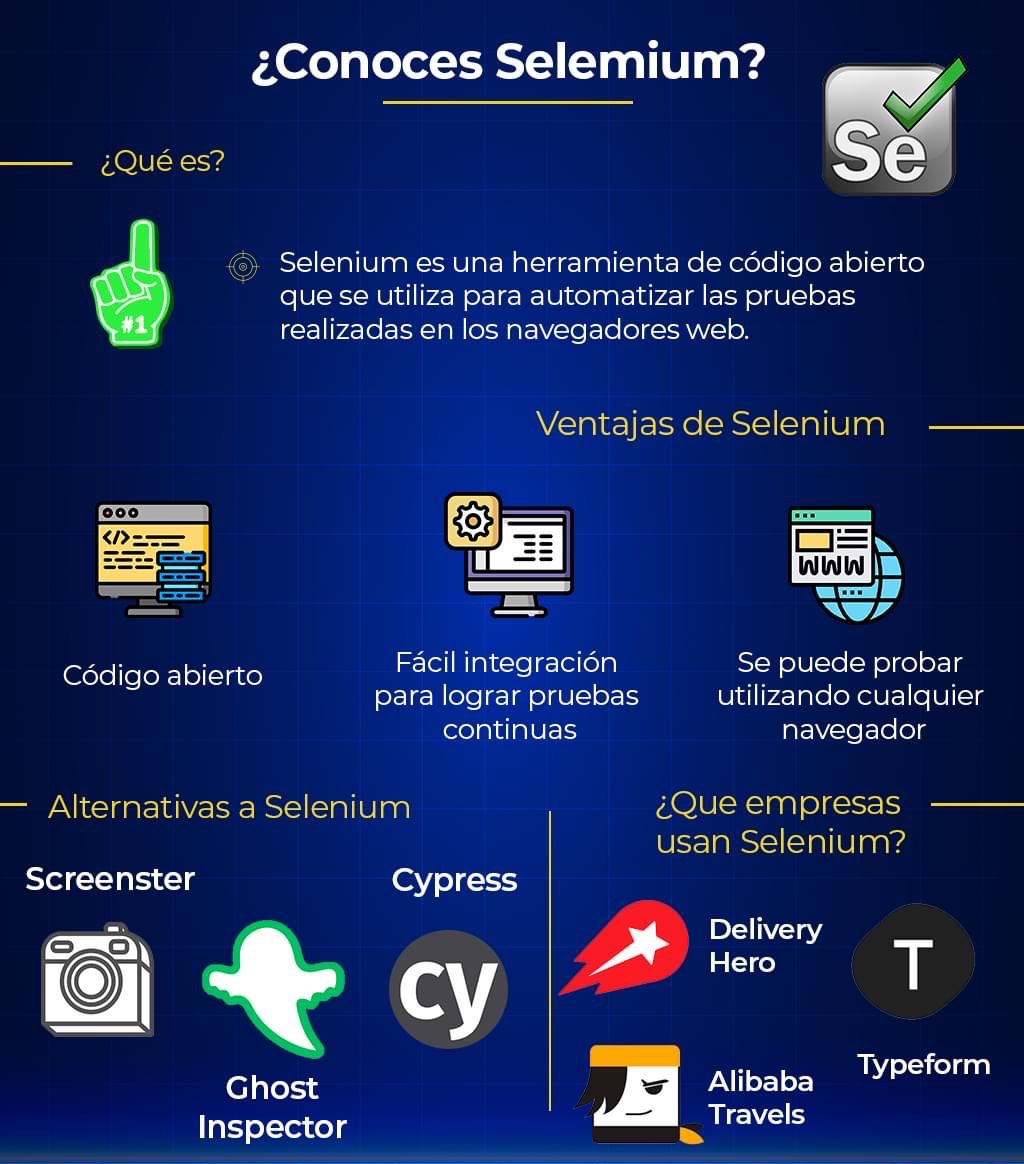 ¿Conoces Selemium?
Se
¿Qué es?
#1
Selenium es una herramienta de código abierto
que se utiliza para automatizar las pruebas
realizadas en los navegadores web.
Ventajas de Selenium
</>
WWW
Código abierto
Fácil integración
para lograr pruebas
continuas
Se puede probar
utilizando cualquier
navegador
Alternativas a Selenium
Screenster
Cypress
cy
Ghost
Inspector
¿Que empresas
usan Selenium?
Delivery
Hero
T
Typeform
Alibaba
Travels